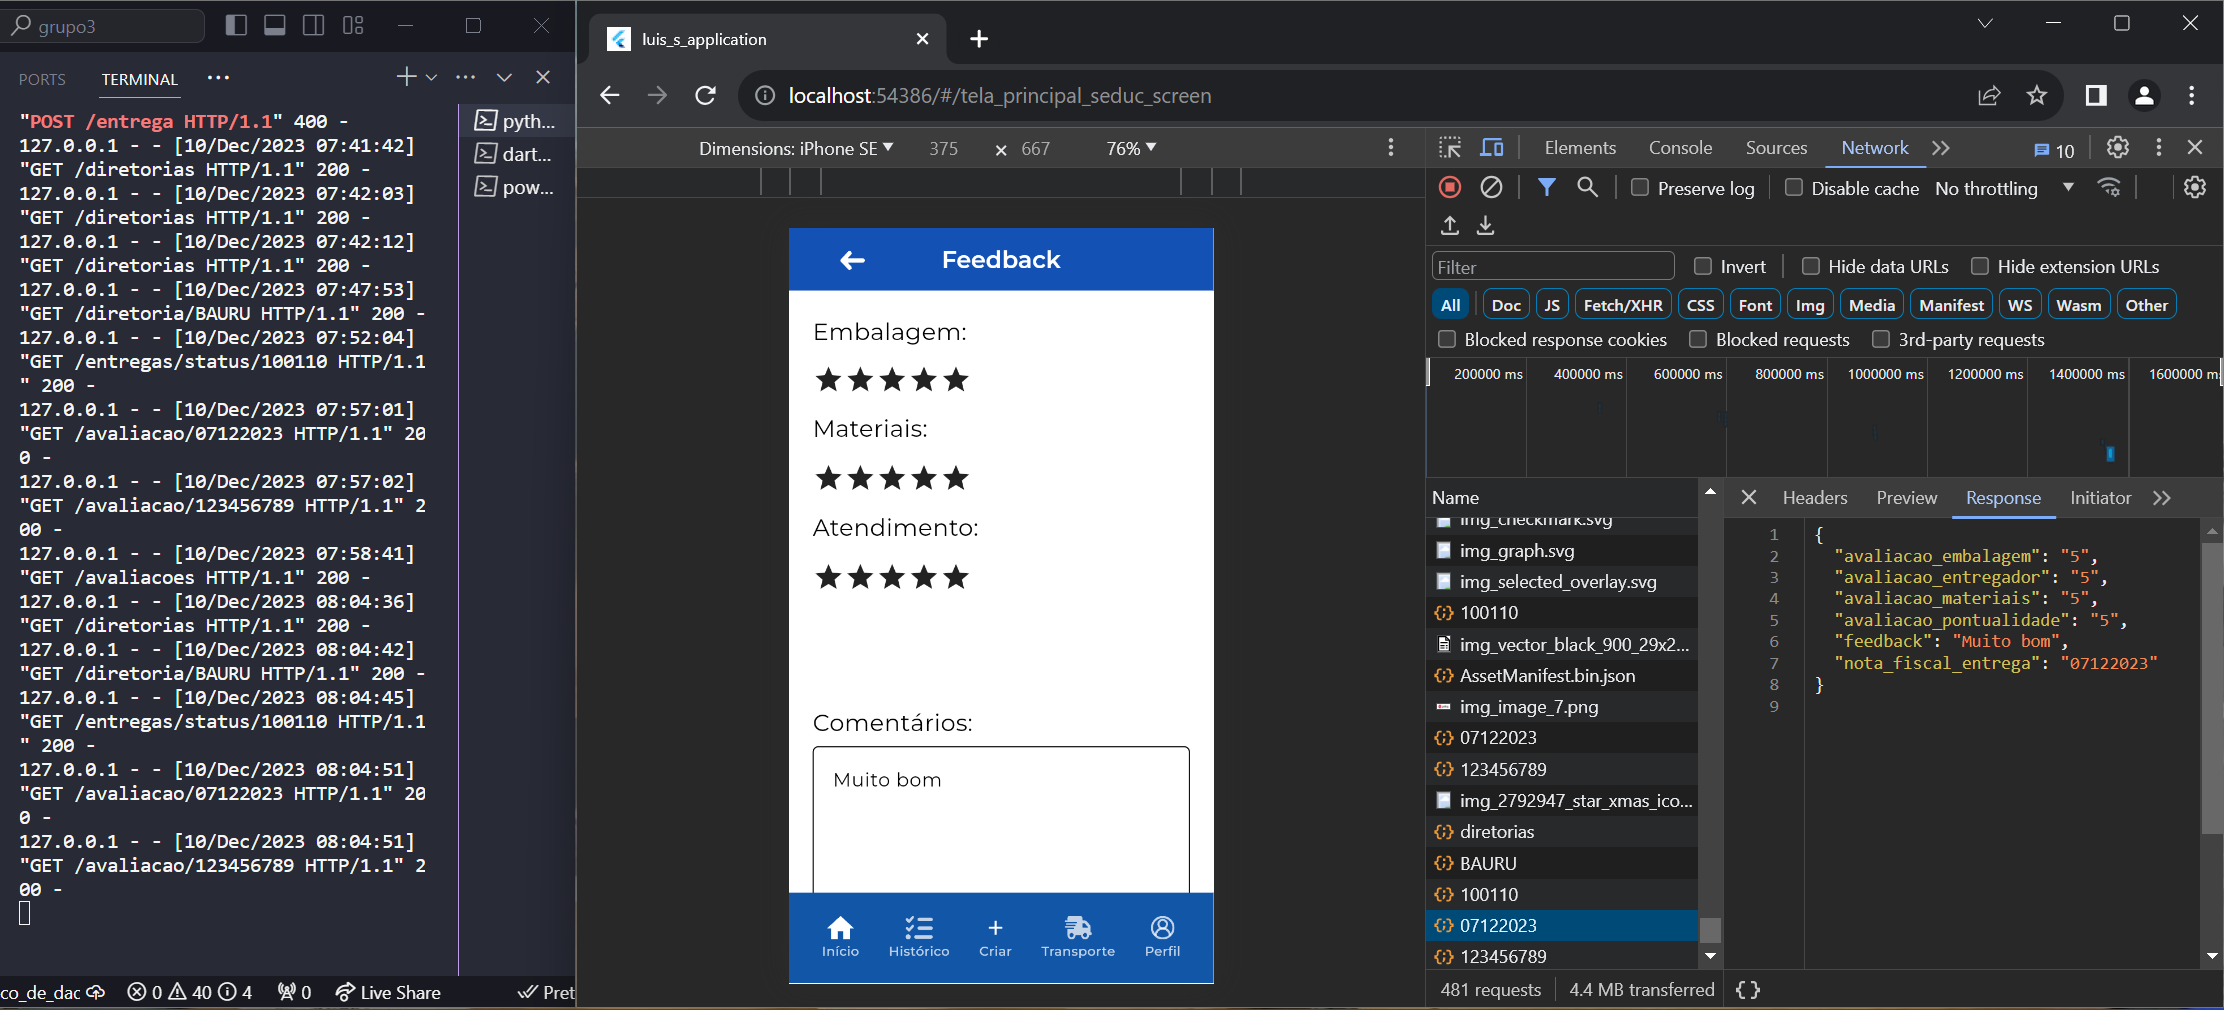 grupo3
PORTS
TERMINAL
"POST /entrega HTTP/1.1" 400 -
127.0.0.1 - - [10/Dec/2023 07:41:42]
"GET /diretorias HTTP/1.1" 200 -
127.0.0.1 - - [10/Dec/2023 07:42:03]
"GET /diretorias HTTP/1.1" 200 -
127.0.0.1 - - [10/Dec/2023 07:42:12]
"GET /diretorias HTTP/1.1" 200 -
127.0.0.1 - - [10/Dec/2023 07:47:53]
"GET /diretoria/BAURU HTTP/1.1" 200 -
127.0.0.1 - - [10/Dec/2023 07:52:04]
"GET /entregas/status/100110 HTTP/1.1
" 200 -
127.0.0.1 - - [10/Dec/2023 07:57:01]
"GET /avaliacao/07122023 HTTP/1.1" 20
0 -
127.0.0.1 - - [10/Dec/2023 07:57:02]
"GET /avaliacao/123456789 HTTP/1.1" 2
00 -
127.0.0.1 - - [10/Dec/2023 07:58:41]
"GET /avaliacoes HTTP/1.1" 200 -
127.0.0.1 - - [10/Dec/2023 08:04:36]
"GET /diretorias HTTP/1.1" 200 -
127.0.0.1 - - [10/Dec/2023 08:04:42]
"GET /diretoria/BAURU HTTP/1.1" 200 -
127.0.0.1 - - [10/Dec/2023 08:04:45]
"GET /entregas/status/100110 HTTP/1.1
" 200 -
127.0.0.1 - - [10/Dec/2023 08:04:51]
"GET /avaliacao/07122023 HTTP/1.1" 20
0 -
127.0.0.1 - - [10/Dec/2023 08:04:51]
"GET /avaliacao/123456789 HTTP/1.1" 2
00 -
pyth...
dart...
pow...
co_de_dac 0 40 4 0 Live Share Pret
luis_s_application
localhost:54386/#/tela_principal_seduc_screen
Dimensions: iPhone SE 375 × 667 76%
Feedback
Embalagem:
Materiais:
Atendimento:
Comentários:
Muito bom
Início Histórico Criar Transporte Perfil
Elements Console Sources Network 10
Preserve log Disable cache No throttling
Filter Invert Hide data URLs Hide extension URLs
All Doc JS Fetch/XHR CSS Font Img Media Manifest WS Wasm Other
Blocked response cookies Blocked requests 3rd-party requests
200000 ms 400000 ms 600000 ms 800000 ms 1000000 ms 1200000 ms 1400000 ms 1600000 m
Name
img_checkmark.svg
img_graph.svg
img_selected_overlay.svg
100110
img_vector_black_900_29x2...
AssetManifest.bin.json
img_image_7.png
07122023
123456789
img_2792947_star_xmas_ico...
diretorias
BAURU
100110
07122023
123456789
Headers Preview Response Initiator
1 {
2 "avaliacao_embalagem": "5",
3 "avaliacao_entregador": "5",
4 "avaliacao_materiais": "5",
5 "avaliacao_pontualidade": "5",
6 "feedback": "Muito bom",
7 "nota_fiscal_entrega": "07122023"
8 }
9
481 requests 4.4 MB transferred { }